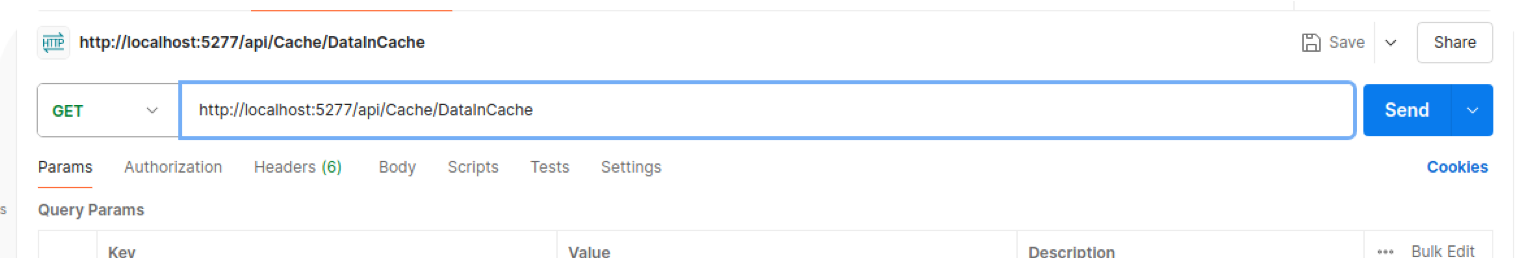 HTTP http://localhost:5277/api/Cache/DataInCache Save Share
GET http://localhost:5277/api/Cache/DataInCache Send
Params Authorization Headers (6) Body Scripts Tests Settings Cookies
s Query Params
Key Value Description ••• Bulk Edit